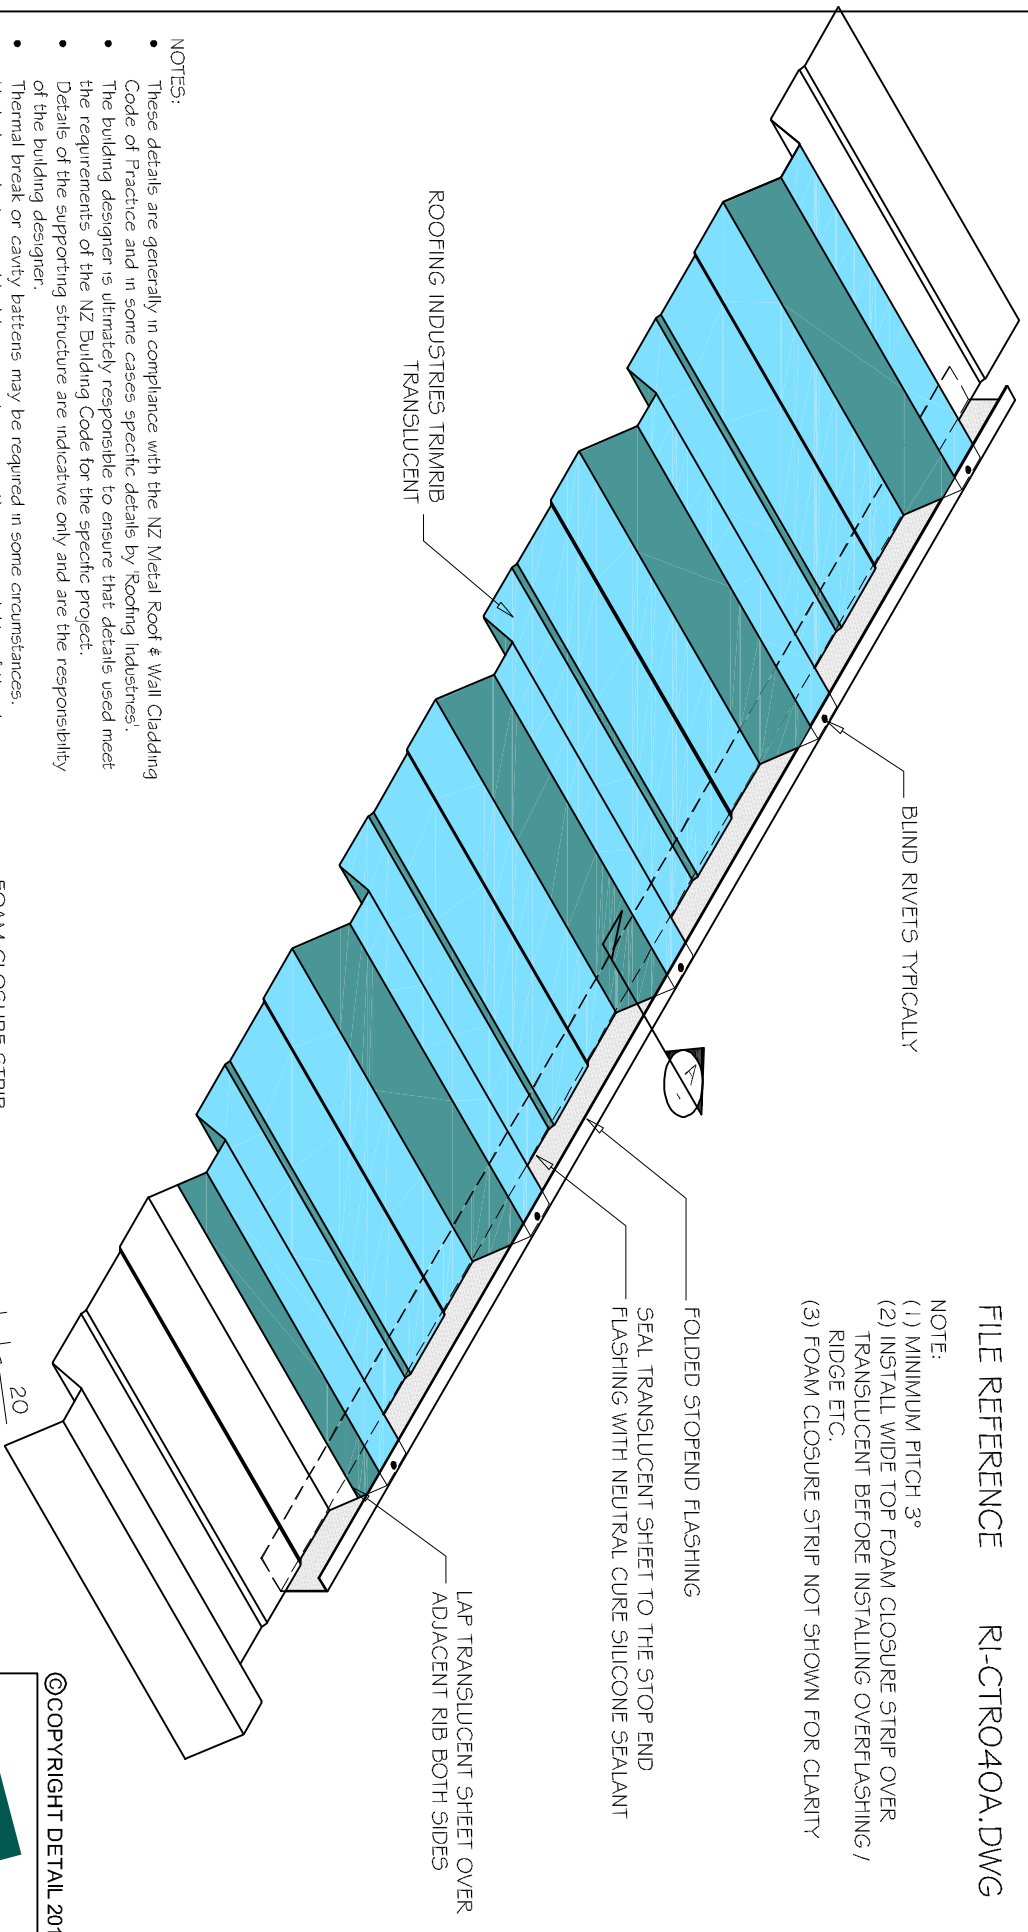 FILE REFERENCE RI-CTR040A.DWG
NOTE:
(1) MINIMUM PITCH 3°
(2) INSTALL WIDE TOP FOAM CLOSURE STRIP OVER
TRANSLUCENT BEFORE INSTALLING OVERFLASHING /
RIDGE ETC.
(3) FOAM CLOSURE STRIP NOT SHOWN FOR CLARITY
BLIND RIVETS TYPICALLY
FOLDED STOPEND FLASHING
SEAL TRANSLUCENT SHEET TO THE STOP END
FLASHING WITH NEUTRAL CURE SILICONE SEALANT
A
-
ROOFING INDUSTRIES TRIMRIB
TRANSLUCENT
LAP TRANSLUCENT SHEET OVER
ADJACENT RIB BOTH SIDES
NOTES:
• These details are generally in compliance with the NZ Metal Roof & Wall Cladding
Code of Practice and in some cases specific details by 'Roofing Industries'.
• The building designer is ultimately responsible to ensure that details used meet
the requirements of the NZ Building Code for the specific project.
• Details of the supporting structure are indicative only and are the responsibility
of the building designer.
• Thermal break or cavity battens may be required in some circumstances.
FOAM CLOSURE STRIP
20
©COPYRIGHT DETAIL 201